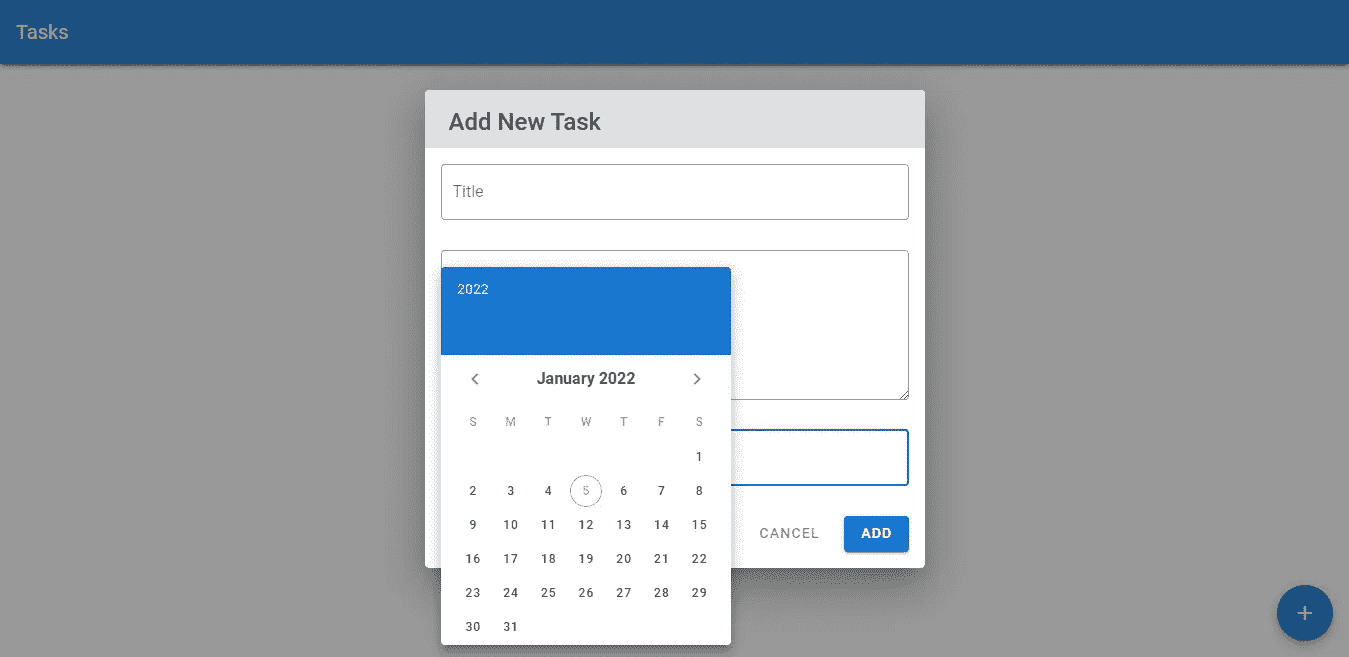 Tasks
Add New Task
Title
2022
January 2022
S M T W T F S
1
2 3 4 5 6 7 8
9 10 11 12 13 14 15
16 17 18 19 20 21 22
23 24 25 26 27 28 29
30 31
CANCEL ADD